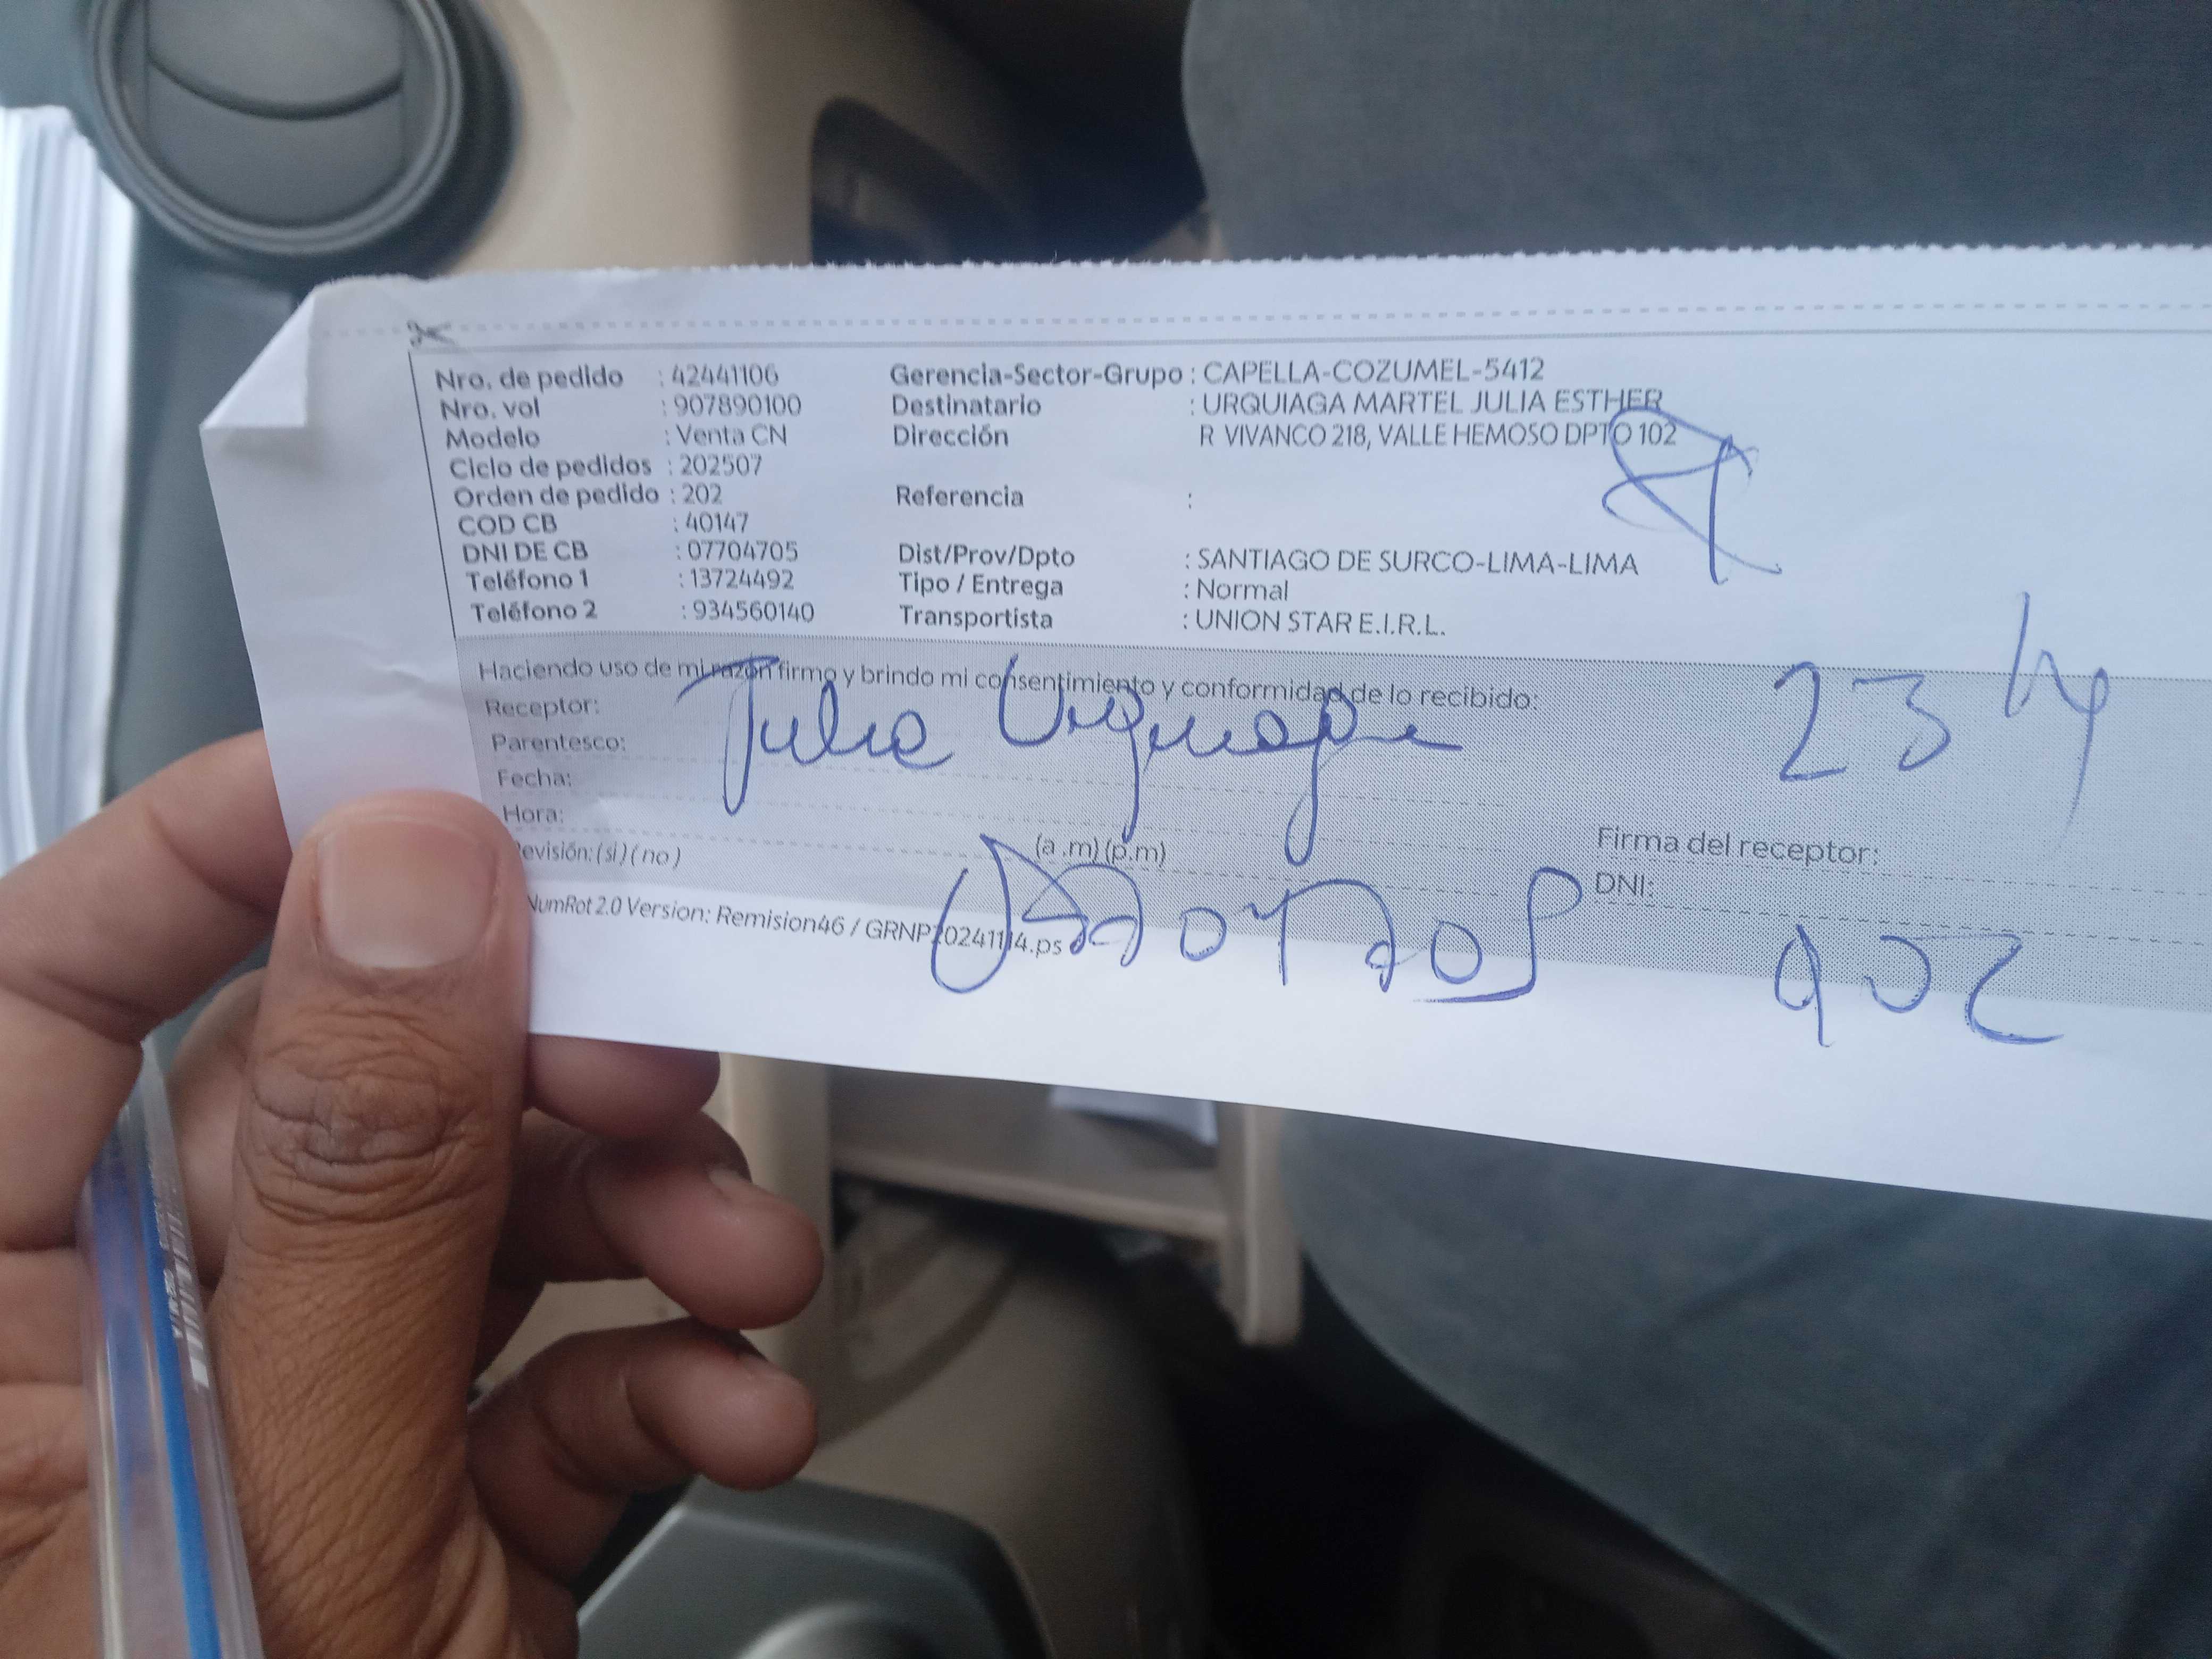 Nro. de pedido : 42441106 Gerencia-Sector-Grupo : CAPELLA-COZUMEL-5412
Nro. vol : 907890100 Destinatario : URQUIAGA MARTEL JULIA ESTHER
Modelo : Venta CN Dirección R VIVANCO 218, VALLE HEMOSO DPTO 102
Ciclo de pedidos : 202507
Orden de pedido : 202 Referencia :
COD CB : 40147
DNI DE CB : 07704705 Dist/Prov/Dpto : SANTIAGO DE SURCO-LIMA-LIMA
Teléfono 1 : 13724492 Tipo / Entrega : Normal
Teléfono 2 : 934560140 Transportista : UNION STAR E.I.R.L.
Haciendo uso de mi razón firmo y brindo mi consentimiento y conformidad de lo recibido:
Receptor: Julia Urquiaga 23
Parentesco:
Fecha:
Hora: (a .m) (p.m) Firma del receptor:
evisión: (si) (no) DNI:
NumRot 2.0 Version: Remision46 / GRNP20241114.ps
07704705 902